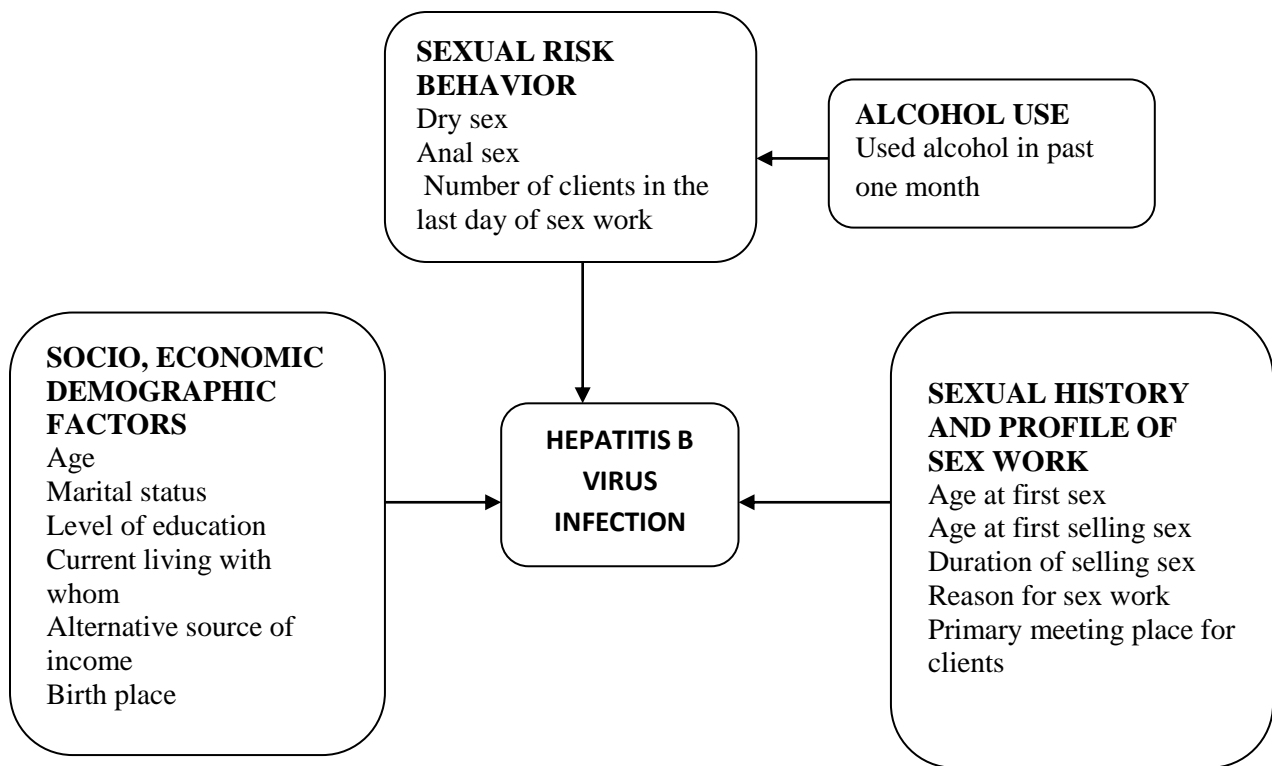 SEXUAL RISK
BEHAVIOR
Dry sex
Anal sex
Number of clients in the
last day of sex work
ALCOHOL USE
Used alcohol in past
one month
SOCIO, ECONOMIC
DEMOGRAPHIC
FACTORS
Age
Marital status
Level of education
Current living with
whom
Alternative source of
income
Birth place
HEPATITIS B
VIRUS
INFECTION
SEXUAL HISTORY
AND PROFILE OF
SEX WORK
Age at first sex
Age at first selling sex
Duration of selling sex
Reason for sex work
Primary meeting place for
clients